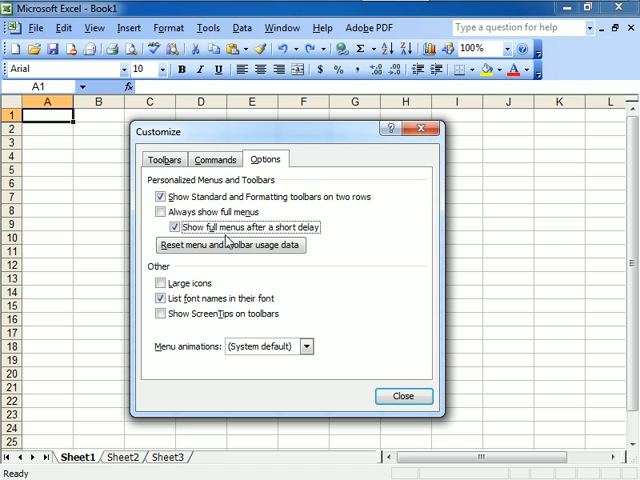 Microsoft Excel - Book1
File Edit View Insert Format Tools Data Window Help Adobe PDF
Type a question for help
100%
Arial 10 B I U $ % ,
A1 fx
A B C D E F G H I J K L
Customize
Toolbars Commands Options
Personalized Menus and Toolbars
Show Standard and Formatting toolbars on two rows
Always show full menus
Show full menus after a short delay
Reset menu and toolbar usage data
Other
Large icons
List font names in their font
Show ScreenTips on toolbars
Menu animations: (System default)
Close
1
2
3
4
5
6
7
8
9
10
11
12
13
14
15
16
17
18
19
20
21
22
23
24
25
Sheet1 Sheet2 Sheet3
Ready